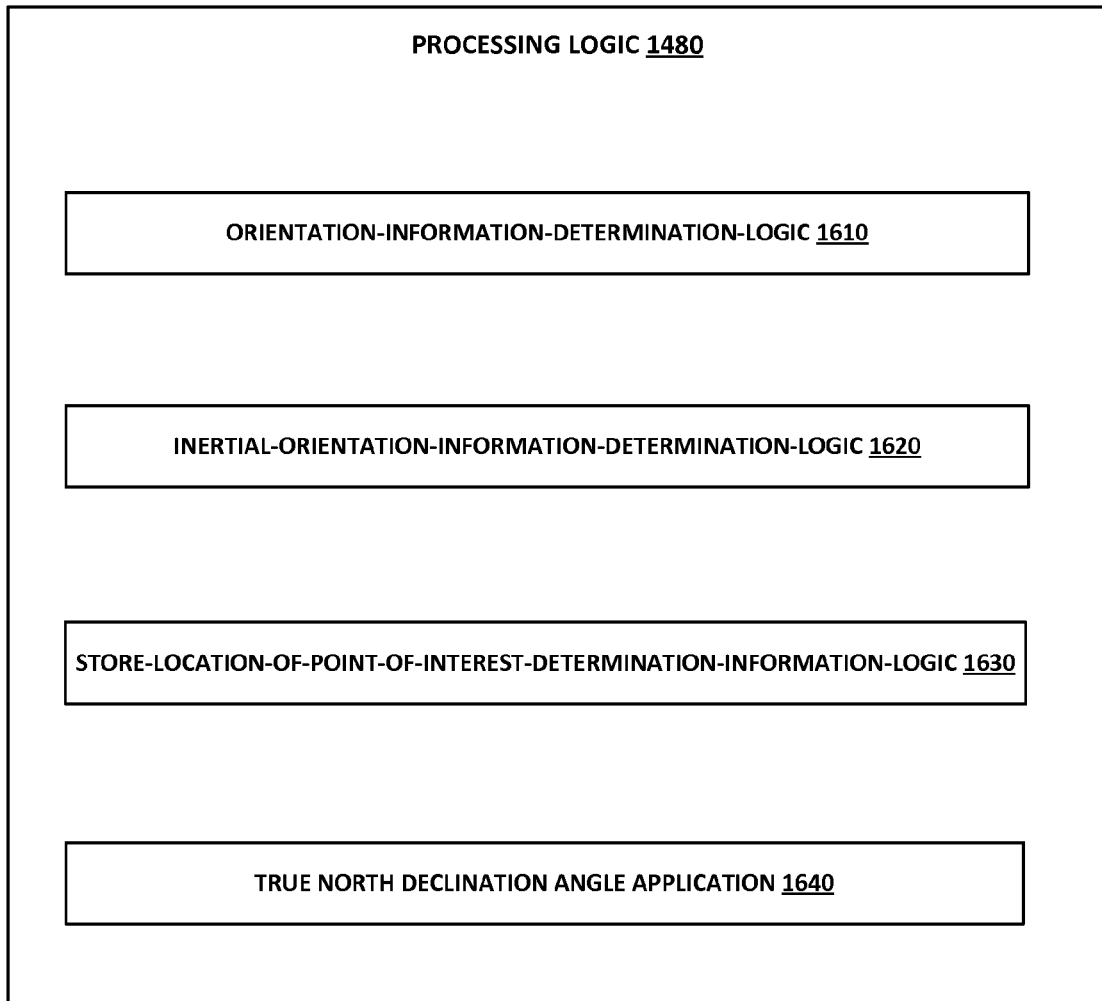 PROCESSING LOGIC 1480
ORIENTATION-INFORMATION-DETERMINATION-LOGIC 1610
INERTIAL-ORIENTATION-INFORMATION-DETERMINATION-LOGIC 1620
STORE-LOCATION-OF-POINT-OF-INTEREST-DETERMINATION-INFORMATION-LOGIC 1630
TRUE NORTH DECLINATION ANGLE APPLICATION 1640